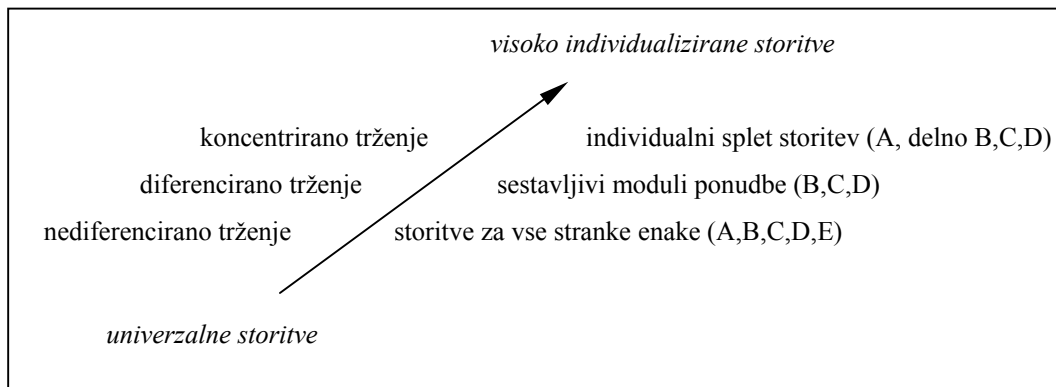 visoko individualizirane storitve
koncentrirano trženje individualni splet storitev (A, delno B,C,D)
diferencirano trženje sestavljivi moduli ponudbe (B,C,D)
nediferencirano trženje storitve za vse stranke enake (A,B,C,D,E)
univerzalne storitve